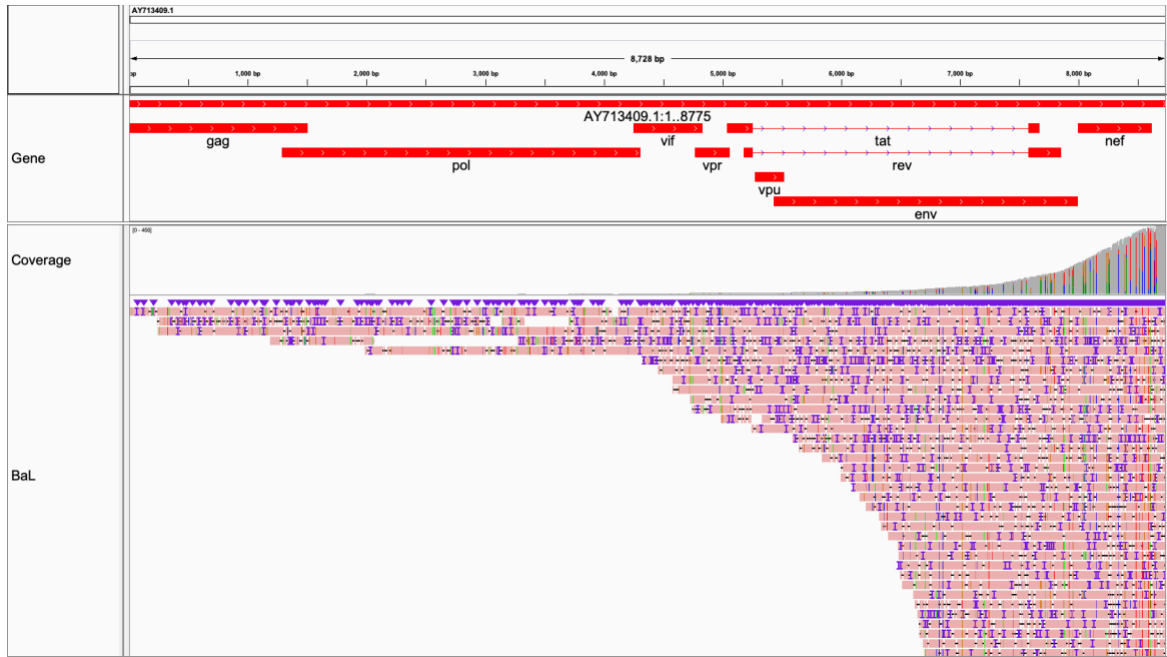 AY713409.1
8,728 bp
bp
1,000 bp
2,000 bp
3,000 bp
4,000 bp
5,000 bp
6,000 bp
7,000 bp
8,000 bp
AY713409.1:1..8775
Gene
gag
vif
tat
nef
pol
vpr
rev
vpu
env
Coverage
BaL